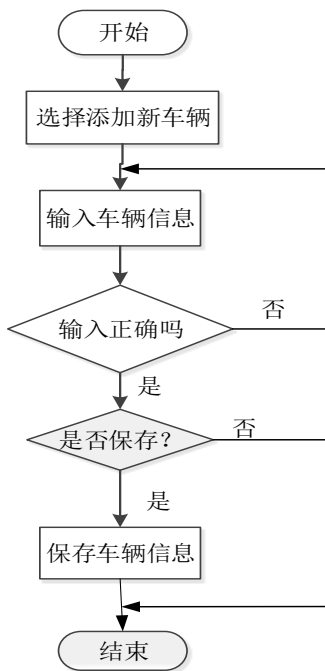 开始
选择添加新车辆
输入车辆信息
输入正确吗
否
是
是否保存？
否
是
保存车辆信息
结束